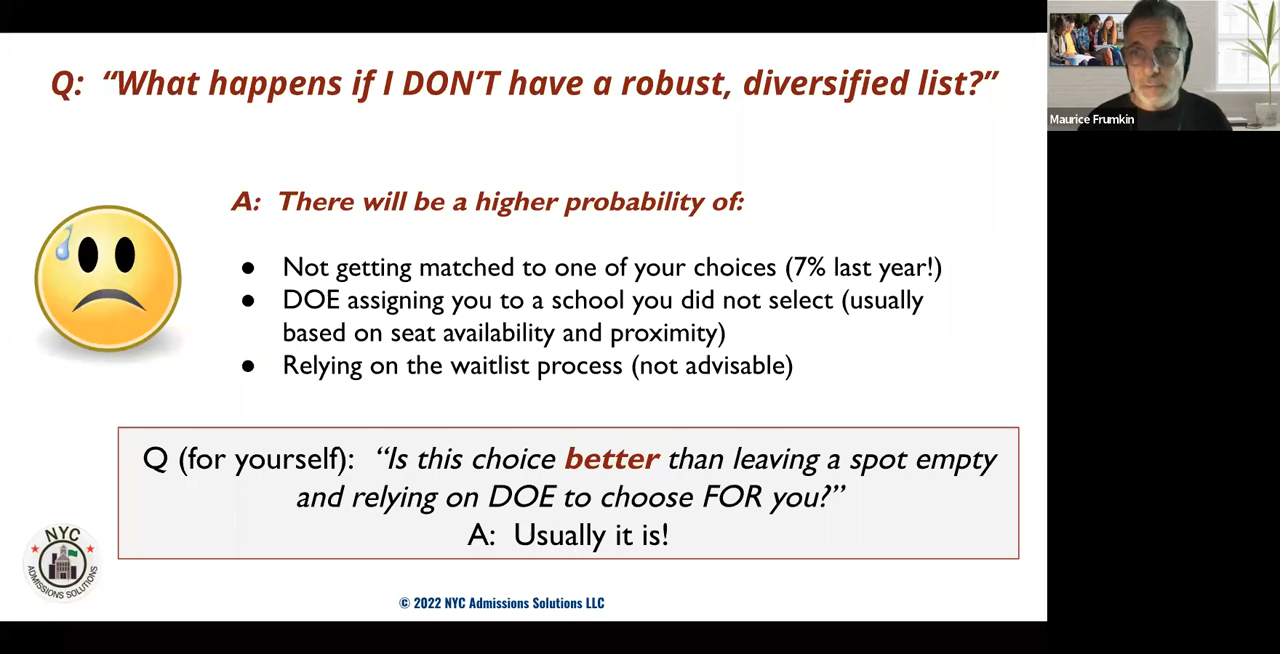 Q: “What happens if I DON’T have a robust, diversified list?”
Maurice Frumkin
A: There will be a higher probability of:
● Not getting matched to one of your choices (7% last year!)
● DOE assigning you to a school you did not select (usually
based on seat availability and proximity)
● Relying on the waitlist process (not advisable)
Q (for yourself): “Is this choice better than leaving a spot empty
and relying on DOE to choose FOR you?”
A: Usually it is!
NYC
ADMISSIONS SOLUTIONS
© 2022 NYC Admissions Solutions LLC